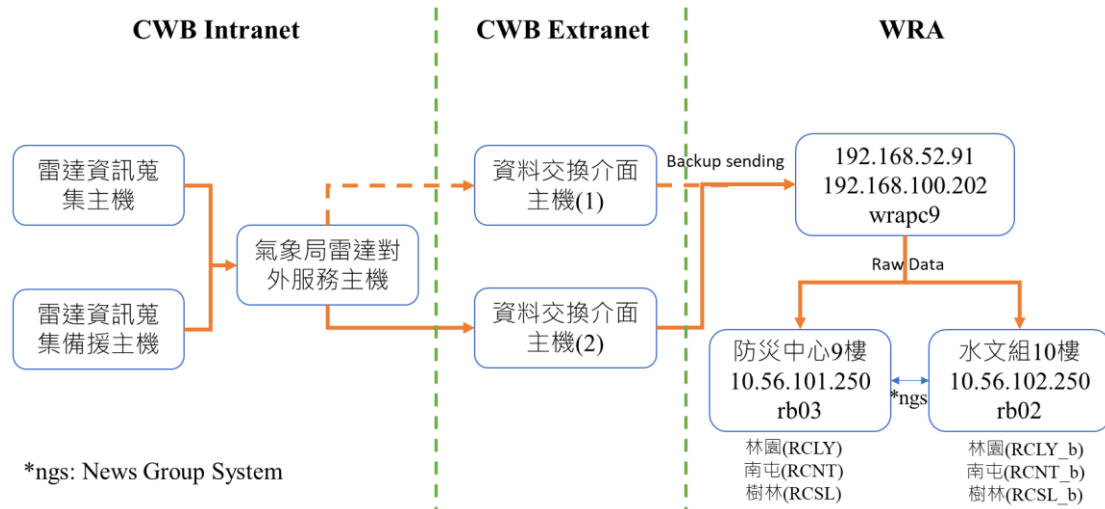 CWB Intranet
CWB Extranet
WRA
雷達資訊蒐
集主機
雷達資訊蒐
集備援主機
氣象局雷達對
外服務主機
資料交換介面
主機(1)
資料交換介面
主機(2)
Backup sending
192.168.52.91
192.168.100.202
wrapc9
Raw Data
防災中心9樓
10.56.101.250
rb03
*ngs
水文組10樓
10.56.102.250
rb02
林園(RCLY)
南屯(RCNT)
樹林(RCSL)
林園(RCLY_b)
南屯(RCNT_b)
樹林(RCSL_b)
*ngs: News Group System